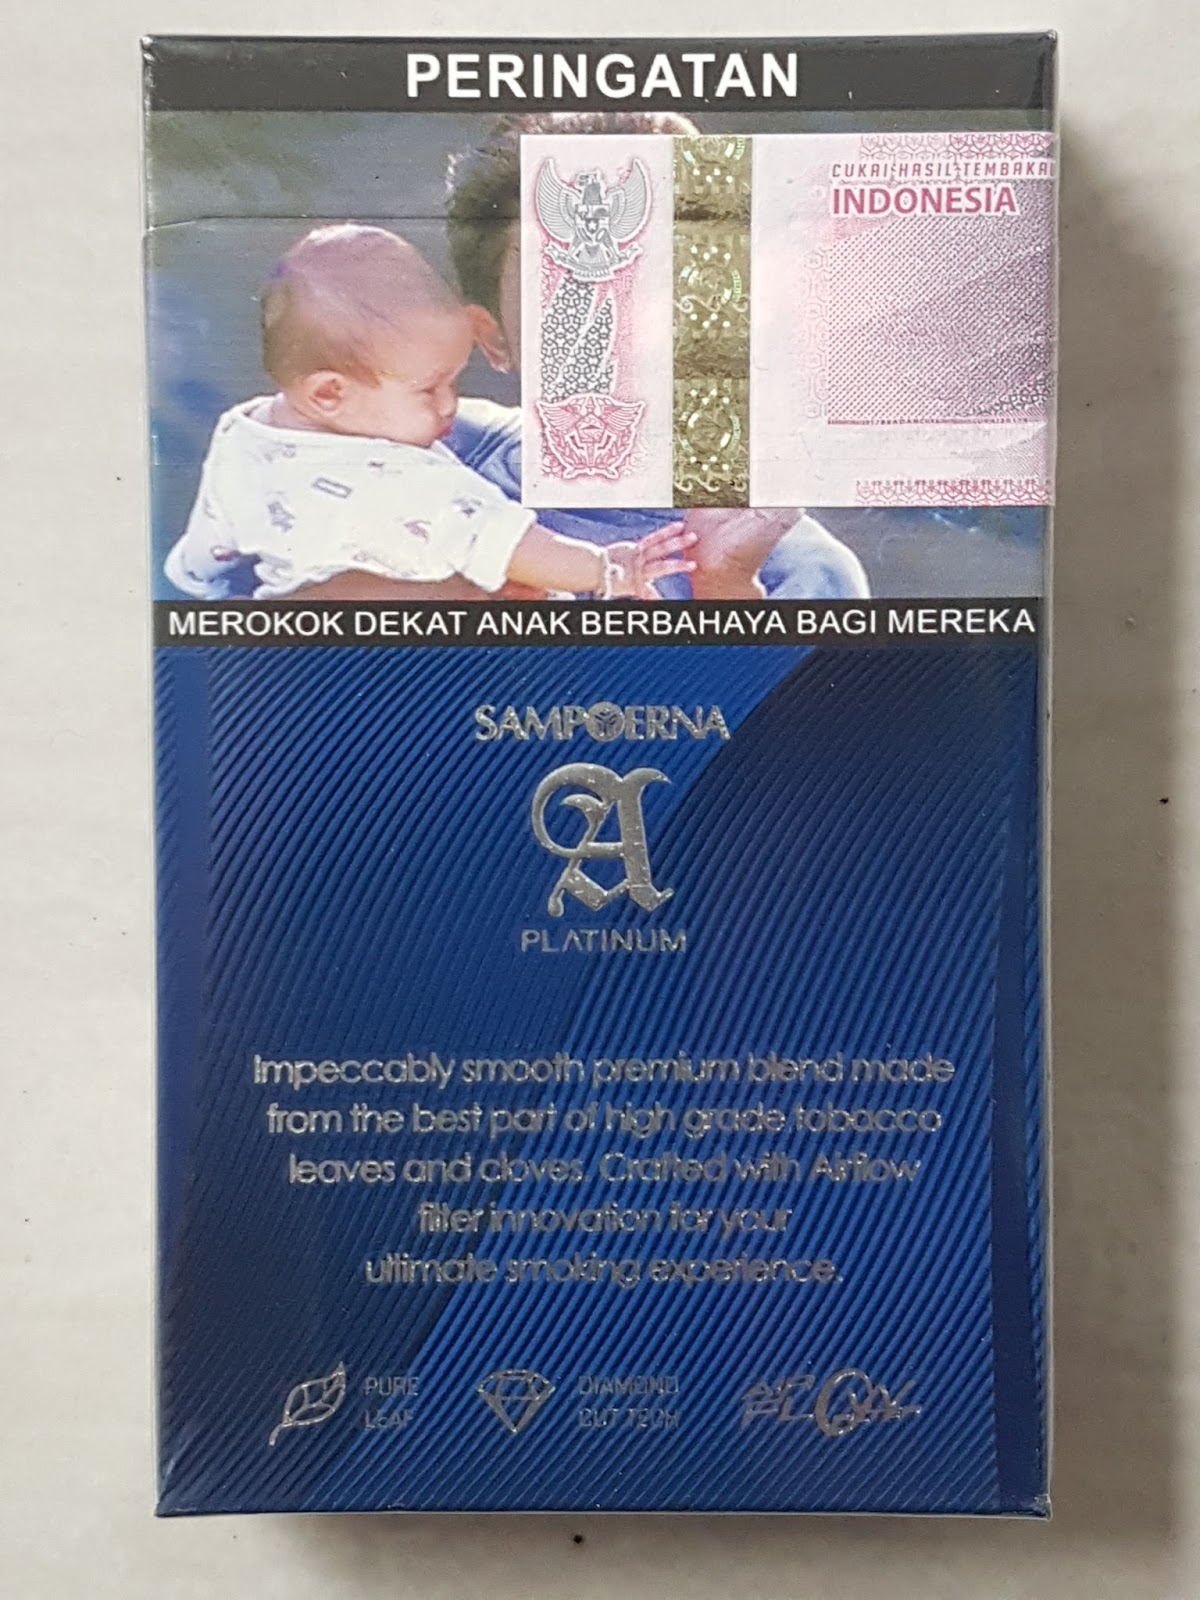 PERINGATAN
CUKAI HASIL TEMBAKA
INDONESIA
MEROKOK DEKAT ANAK BERBAHAYA BAGI MEREKA
SAMPOERNA
A
PLATINUM
Impeccably smooth premium blend made
from the best part of high grade tobacco
leaves and cloves. Crafted with Airflow
filter innovation for your
ultimate smoking experience.
PURE
LEAF
DIAMOND
CUT TECH